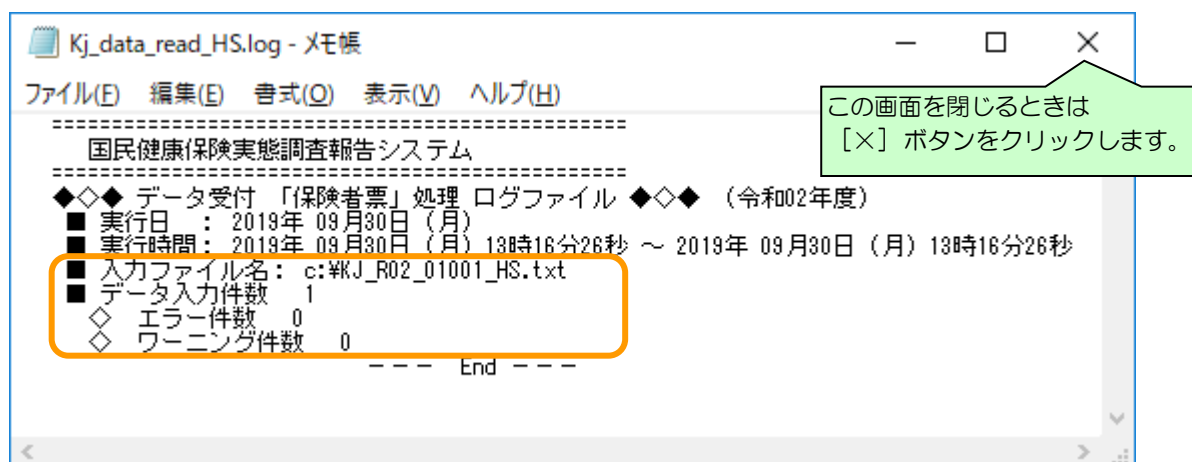 Kj_data_read_HS.log - メモ帳
ファイル(F) 編集(E) 書式(O) 表示(V) ヘルプ(H)
この画面を閉じるときは
［×］ボタンをクリックします。
==============================================
国民健康保険実態調査報告システム
==============================================
◆◇◆ データ受付 「保険者票」処理 ログファイル ◆◇◆ （令和02年度）
■ 実行日 ： 2019年 09月30日（月）
■ 実行時間： 2019年 09月30日（月）13時16分26秒 ～ 2019年 09月30日（月）13時16分26秒
■ 入力ファイル名： c:¥KJ_R02_01001_HS.txt
■ データ入力件数 1
◇ エラー件数 0
◇ ワーニング件数 0
－－－ End －－－